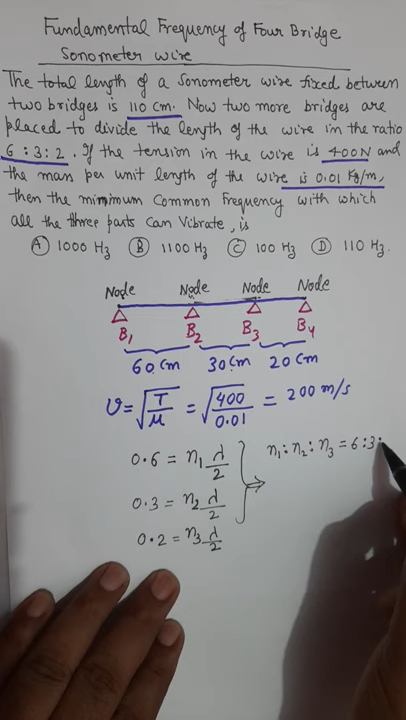 Fundamental Frequency of Four Bridge
Sonometer wire
The total length of a sonometer wire fixed between
two bridges is 110 cm. Now two more bridges are
placed to divide the length of the wire in the ratio
6 : 3 : 2. If the tension in the wire is 400N and
the mass per unit length of the wire is 0.01 Kg/m,
then the minimum Common frequency with which
all the three parts Can Vibrate, is
Ⓐ 1000 Hz Ⓑ 1100 Hz Ⓒ 100 Hz Ⓓ 110 Hz.
Node Node Node Node
B₁ B₂ B₃ B₄
60 Cm 30 Cm 20 Cm
υ = √(T/μ) = √(400/0.01) = 200 m/s
0.6 = n₁ λ/2
n₁ : n₂ : n₃ = 6 : 3 :
0.3 = n₂ λ/2
0.2 = n₃ λ/2